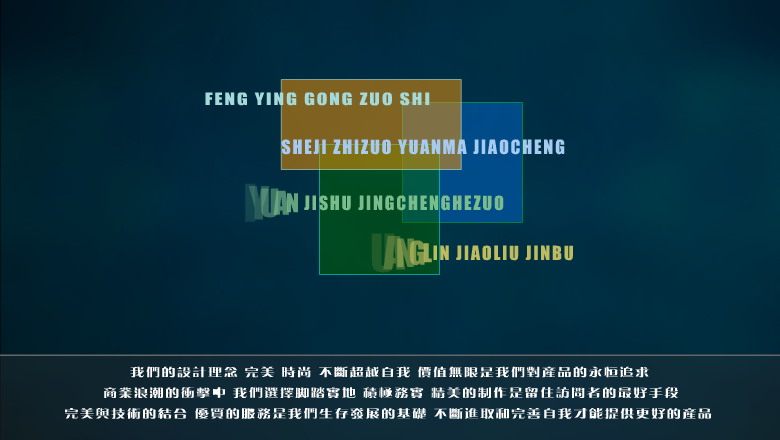 FENG YING GONG ZUO SHI
SHEJI ZHIZUO YUANMA JIAOCHENG
YUAN JISHU JINGCHENGHEZUO
UANGLIN JIAOLIU JINBU
我們的設計理念 完美 時尚 不斷超越自我 價值無限是我們對產品的永恒追求
商業浪潮的衝擊中 我們選擇腳踏實地 積極務實 精美的制作是留住訪問者的最好手段
完美與技術的結合 優質的服務是我們生存發展的基礎 不斷進取和完善自我才能提供更好的產品